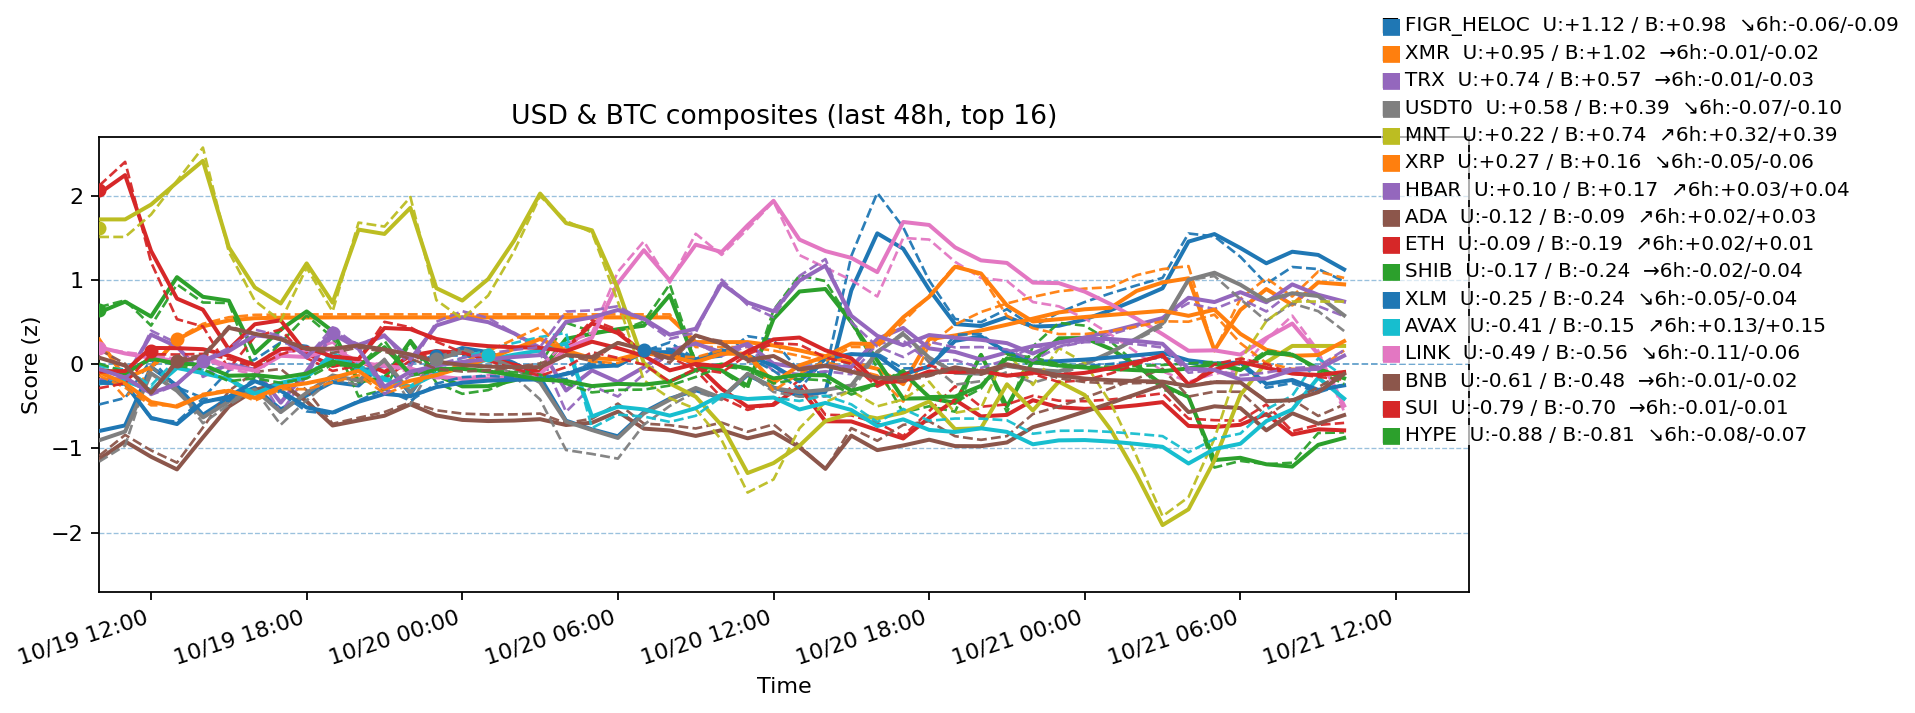 FIGR_HELOC U:+1.12 / B:+0.98 ↘6h:-0.06/-0.09
XMR U:+0.95 / B:+1.02 →6h:-0.01/-0.02
TRX U:+0.74 / B:+0.57 →6h:-0.01/-0.03
USDT0 U:+0.58 / B:+0.39 ↘6h:-0.07/-0.10
MNT U:+0.22 / B:+0.74 ↗6h:+0.32/+0.39
XRP U:+0.27 / B:+0.16 ↘6h:-0.05/-0.06
HBAR U:+0.10 / B:+0.17 ↗6h:+0.03/+0.04
ADA U:-0.12 / B:-0.09 ↗6h:+0.02/+0.03
ETH U:-0.09 / B:-0.19 ↗6h:+0.02/+0.01
SHIB U:-0.17 / B:-0.24 →6h:-0.02/-0.04
XLM U:-0.25 / B:-0.24 ↘6h:-0.05/-0.04
AVAX U:-0.41 / B:-0.15 ↗6h:+0.13/+0.15
LINK U:-0.49 / B:-0.56 ↘6h:-0.11/-0.06
BNB U:-0.61 / B:-0.48 →6h:-0.01/-0.02
SUI U:-0.79 / B:-0.70 →6h:-0.01/-0.01
HYPE U:-0.88 / B:-0.81 ↘6h:-0.08/-0.07
USD & BTC composites (last 48h, top 16)
Score (z)
2
1
0
−1
−2
10/19 12:00
10/19 18:00
10/20 00:00
10/20 06:00
10/20 12:00
10/20 18:00
10/21 00:00
10/21 06:00
10/21 12:00
Time